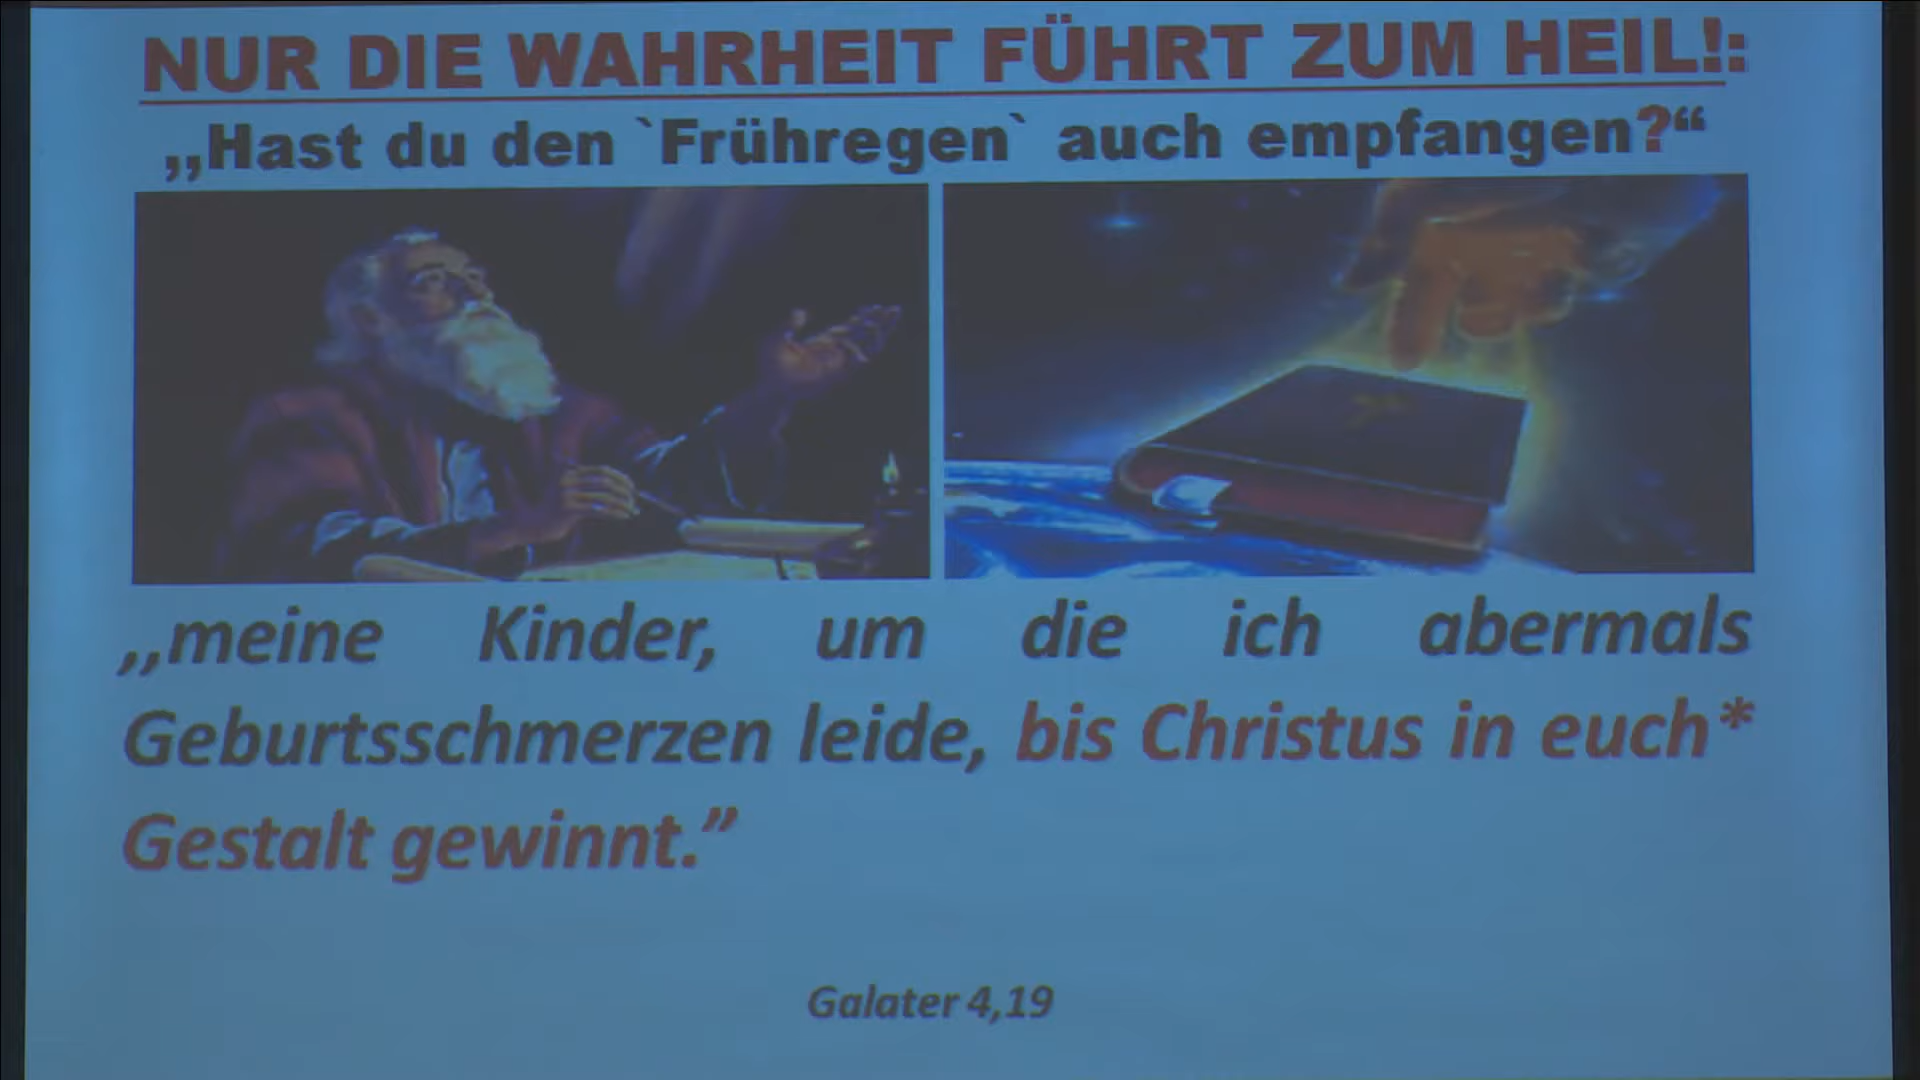 NUR DIE WAHRHEIT FÜHRT ZUM HEIL!:
,,Hast du den `Frühregen` auch empfangen?“
,,meine Kinder, um die ich abermals
Geburtsschmerzen leide, bis Christus in euch*
Gestalt gewinnt.”
Galater 4,19